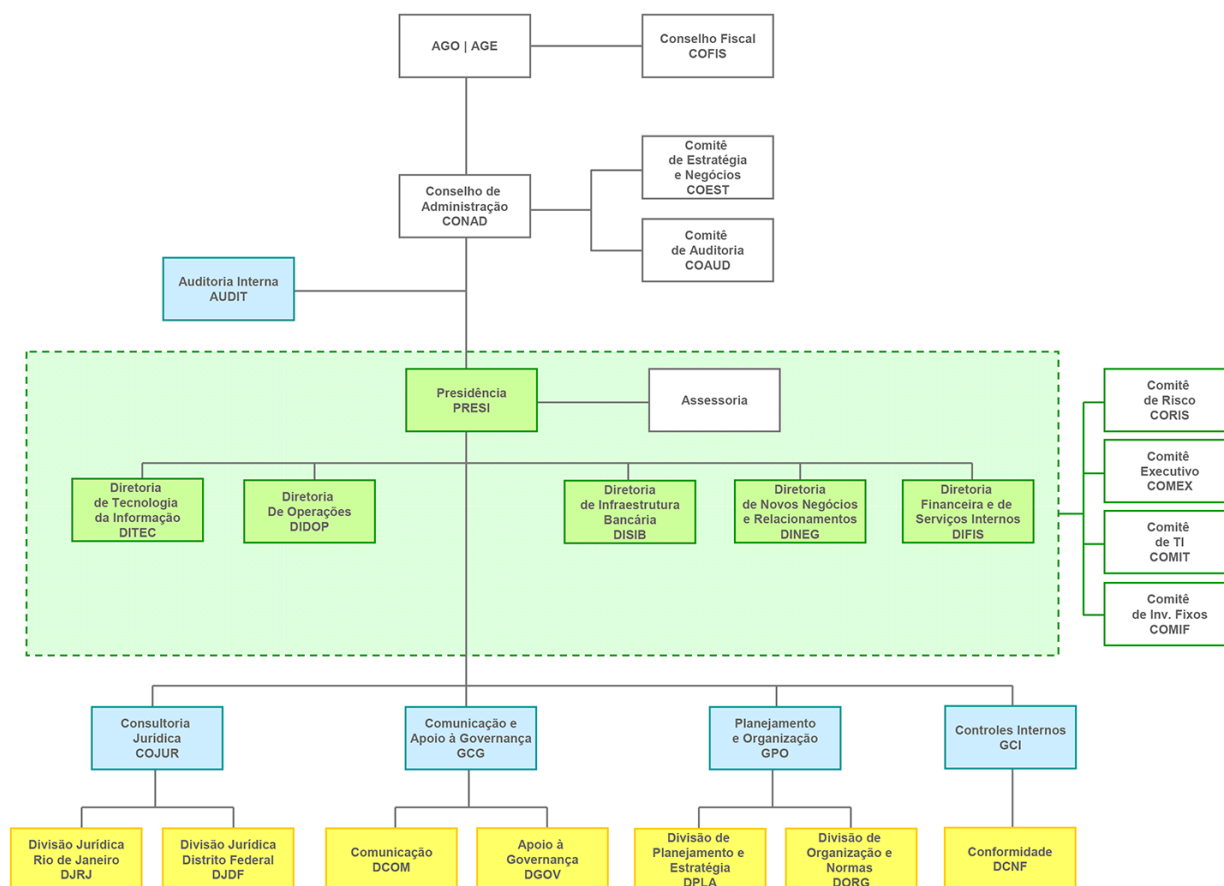 AGO | AGE
Conselho Fiscal
COFIS
Comitê
de Estratégia
e Negócios
COEST
Conselho de
Administração
CONAD
Comitê
de Auditoria
COAUD
Auditoria Interna
AUDIT
Presidência
PRESI
Assessoria
Comitê
de Risco
CORIS
Comitê
Executivo
COMEX
Comitê
de TI
COMIT
Comitê
de Inv. Fixos
COMIF
Diretoria
de Tecnologia
da Informação
DITEC
Diretoria
De Operações
DIDOP
Diretoria
de Infraestrutura
Bancária
DISIB
Diretoria
de Novos Negócios
e Relacionamentos
DINEG
Diretoria
Financeira e de
Serviços Internos
DIFIS
Consultoria
Jurídica
COJUR
Comunicação e
Apoio à Governança
GCG
Planejamento
e Organização
GPO
Controles Internos
GCI
Divisão Jurídica
Rio de Janeiro
DJRJ
Divisão Jurídica
Distrito Federal
DJDF
Comunicação
DCOM
Apoio à
Governança
DGOV
Divisão de
Planejamento e
Estratégia
DPLA
Divisão de
Organização e
Normas
DORG
Conformidade
DCNF